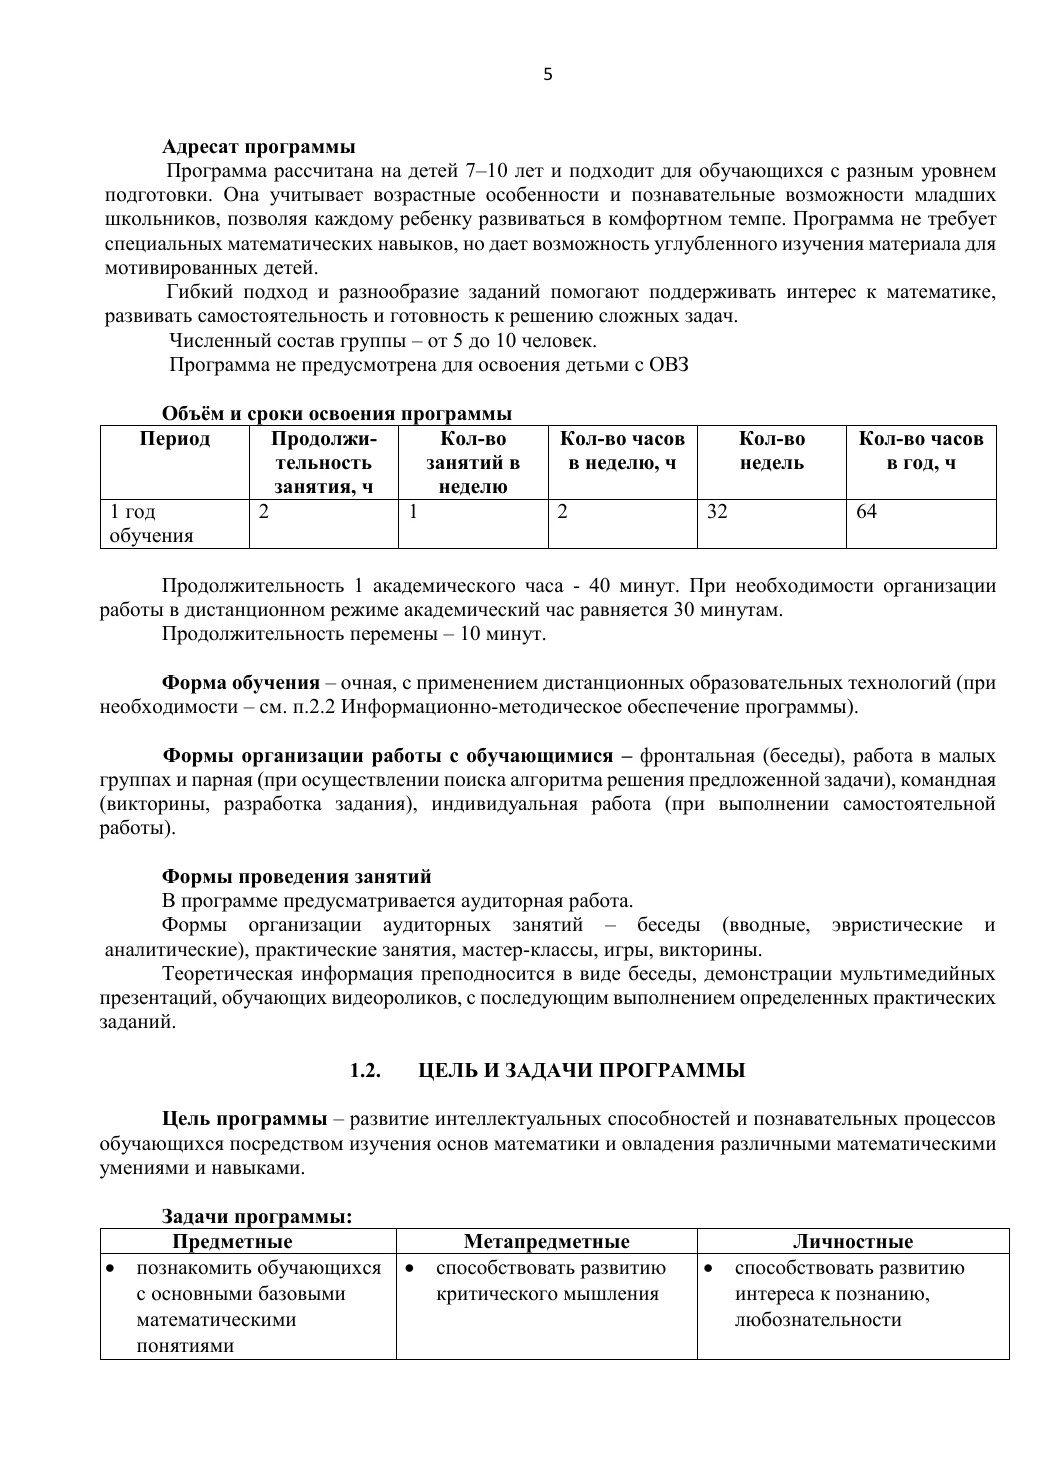 5
Адресат программы
Программа рассчитана на детей 7–10 лет и подходит для обучающихся с разным уровнем
подготовки. Она учитывает возрастные особенности и познавательные возможности младших
школьников, позволяя каждому ребенку развиваться в комфортном темпе. Программа не требует
специальных математических навыков, но дает возможность углубленного изучения материала для
мотивированных детей.
Гибкий подход и разнообразие заданий помогают поддерживать интерес к математике,
развивать самостоятельность и готовность к решению сложных задач.
Численный состав группы – от 5 до 10 человек.
Программа не предусмотрена для освоения детьми с ОВЗ
Объём и сроки освоения программы
Период
Продолжи-
тельность
занятия, ч
Кол-во
занятий в
неделю
Кол-во часов
в неделю, ч
Кол-во
недель
Кол-во часов
в год, ч
1 год
обучения
2
1
2
32
64
Продолжительность 1 академического часа - 40 минут. При необходимости организации
работы в дистанционном режиме академический час равняется 30 минутам.
Продолжительность перемены – 10 минут.
Форма обучения – очная, с применением дистанционных образовательных технологий (при
необходимости – см. п.2.2 Информационно-методическое обеспечение программы).
Формы организации работы с обучающимися – фронтальная (беседы), работа в малых
группах и парная (при осуществлении поиска алгоритма решения предложенной задачи), командная
(викторины, разработка задания), индивидуальная работа (при выполнении самостоятельной
работы).
Формы проведения занятий
В программе предусматривается аудиторная работа.
Формы организации аудиторных занятий – беседы (вводные, эвристические и
аналитические), практические занятия, мастер-классы, игры, викторины.
Теоретическая информация преподносится в виде беседы, демонстрации мультимедийных
презентаций, обучающих видеороликов, с последующим выполнением определенных практических
заданий.
1.2. ЦЕЛЬ И ЗАДАЧИ ПРОГРАММЫ
Цель программы – развитие интеллектуальных способностей и познавательных процессов
обучающихся посредством изучения основ математики и овладения различными математическими
умениями и навыками.
Задачи программы:
Предметные
Метапредметные
Личностные
• познакомить обучающихся
с основными базовыми
математическими
понятиями
• способствовать развитию
критического мышления
• способствовать развитию
интереса к познанию,
любознательности